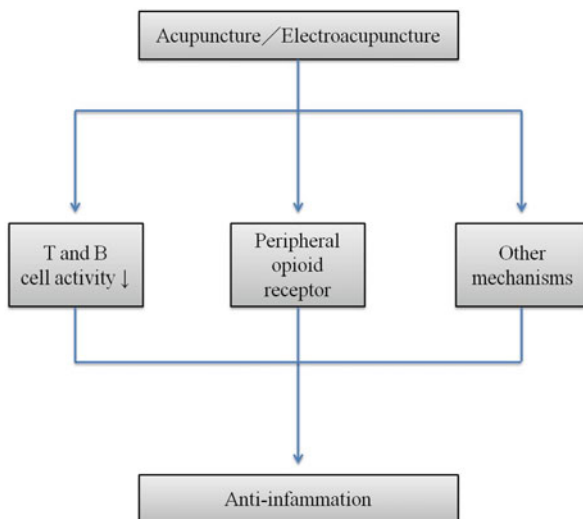 Acupuncture／Electroacupuncture
T and B
cell activity ↓
Peripheral
opioid
receptor
Other
mechanisms
Anti-infammation